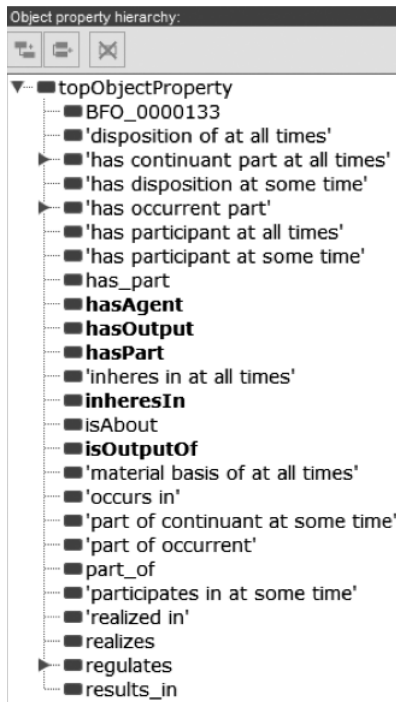 Object property hierarchy:
topObjectProperty
BFO_0000133
'disposition of at all times'
'has continuant part at all times'
'has disposition at some time'
'has occurrent part'
'has participant at all times'
'has participant at some time'
has_part
hasAgent
hasOutput
hasPart
'inheres in at all times'
inheresIn
isAbout
isOutputOf
'material basis of at all times'
'occurs in'
'part of continuant at some time'
'part of occurrent'
part_of
'participates in at some time'
'realized in'
realizes
regulates
results_in